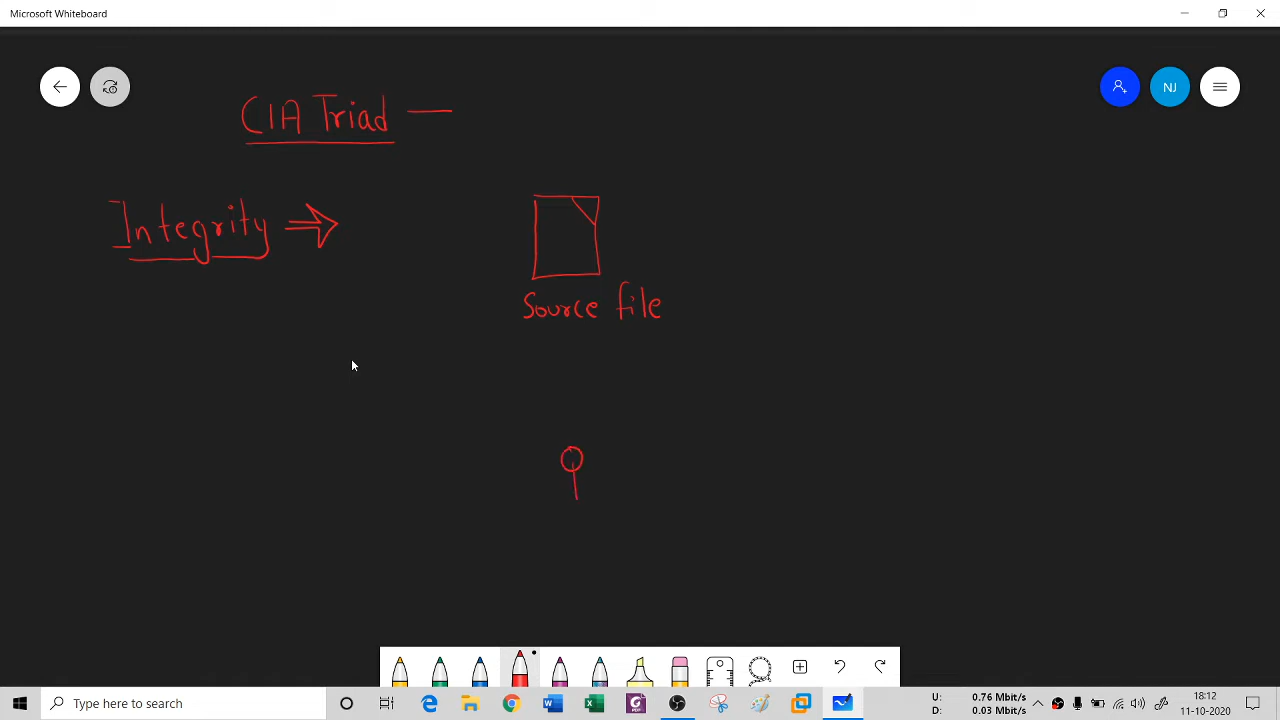 Microsoft Whiteboard
NJ
CIA Triad —
Integrity ⇒
Source file
Type here to search
U: 0.76 Mbit/s
D: 0.03 Mbit/s
18:12
11-10-2020